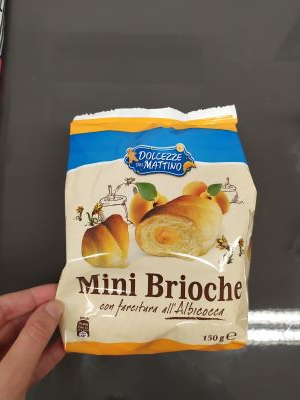 DOLCEZZE
DEL
MATTINO
Mini Brioche
con farcitura all'Albicocca
150 g e